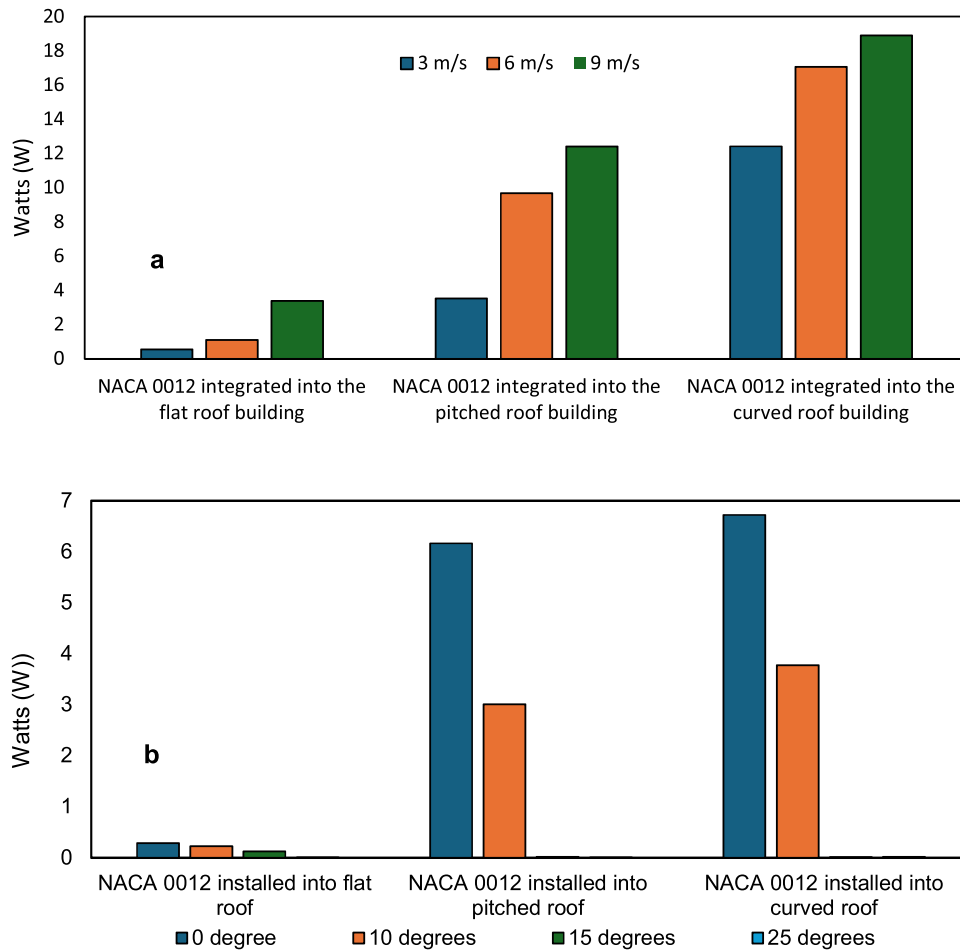 20
18
16
14
12
10
8
6
4
2
0
Watts (W)
3 m/s 6 m/s 9 m/s
a
NACA 0012 integrated into the
flat roof building
NACA 0012 integrated into the
pitched roof building
NACA 0012 integrated into the
curved roof building
7
6
5
4
3
2
1
0
Watts (W))
b
NACA 0012 installed into flat
roof
NACA 0012 installed into
pitched roof
NACA 0012 installed into
curved roof
0 degree 10 degrees 15 degrees 25 degrees